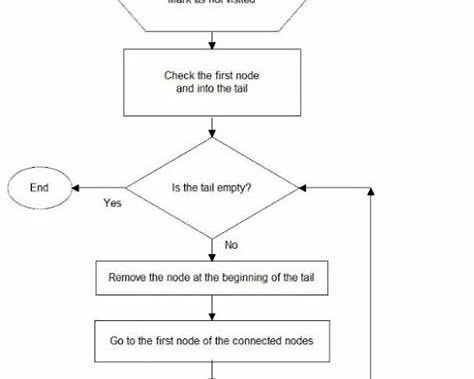 Mark as not visited
Check the first node
and into the tail
Is the tail empty?
End
Yes
No
Remove the node at the beginning of the tail
Go to the first node of the connected nodes